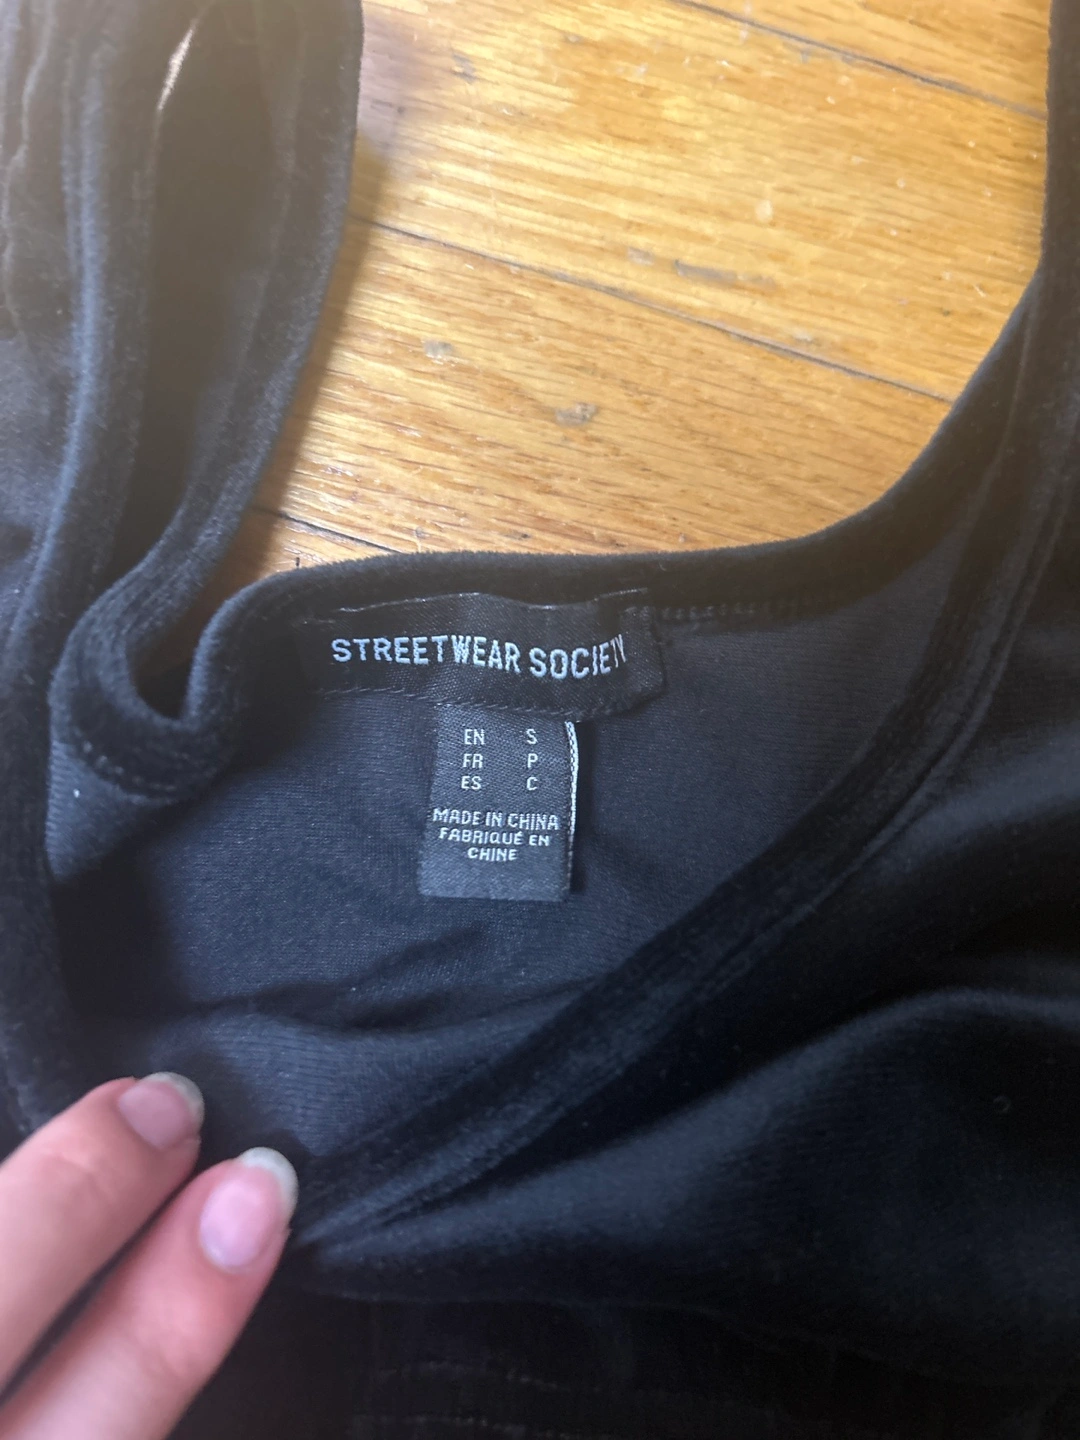 STREETWEAR SOCIETY
EN S
FR P
ES C
MADE IN CHINA
FABRIQUÉ EN
CHINE